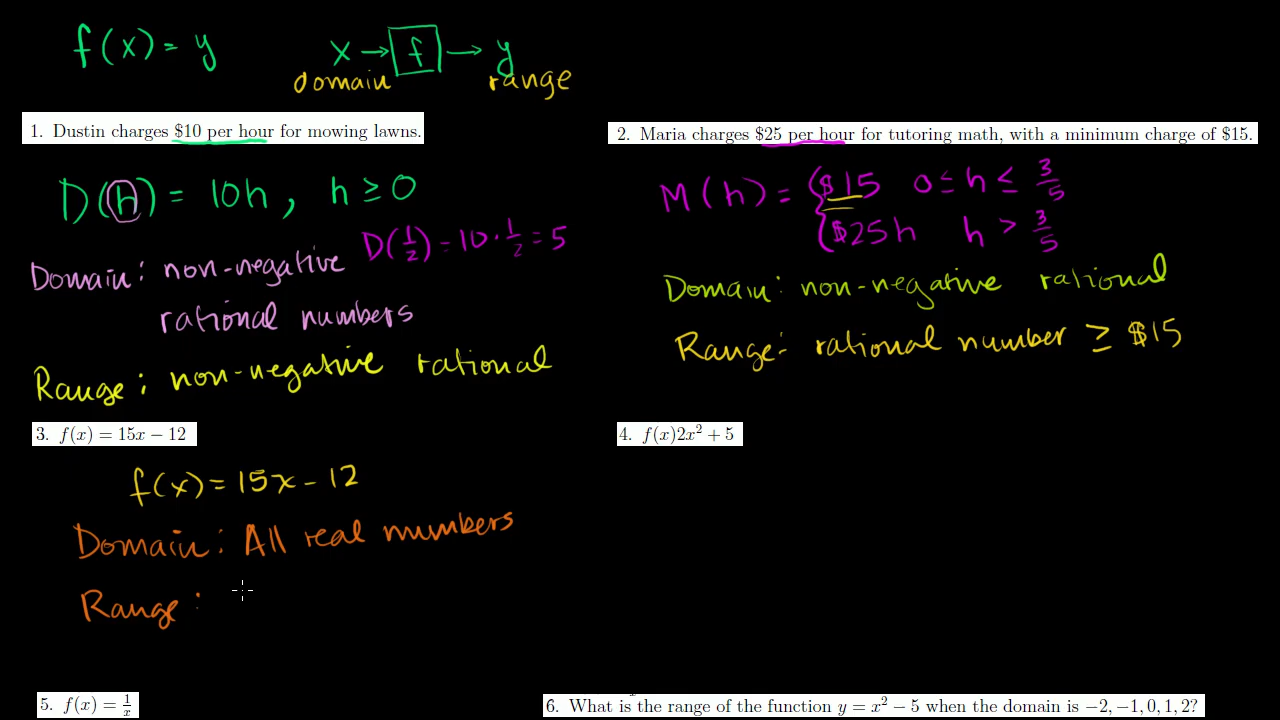 f(x) = y
x → f → y
domain
range
1. Dustin charges $10 per hour for mowing lawns.
D(h) = 10h, h ≥ 0
D(1/2) = 10 · 1/2 = 5
Domain: non-negative
rational numbers
Range: non-negative rational
2. Maria charges $25 per hour for tutoring math, with a minimum charge of $15.
M(h) = { $15 0 ≤ h ≤ 3/5
{ $25h h > 3/5
Domain: non-negative rational
Range: rational number ≥ $15
3. f(x) = 15x − 12
f(x) = 15x - 12
Domain: All real numbers
Range:
4. f(x)2x² + 5
5. f(x) = 1/x
6. What is the range of the function y = x² − 5 when the domain is −2, −1, 0, 1, 2?